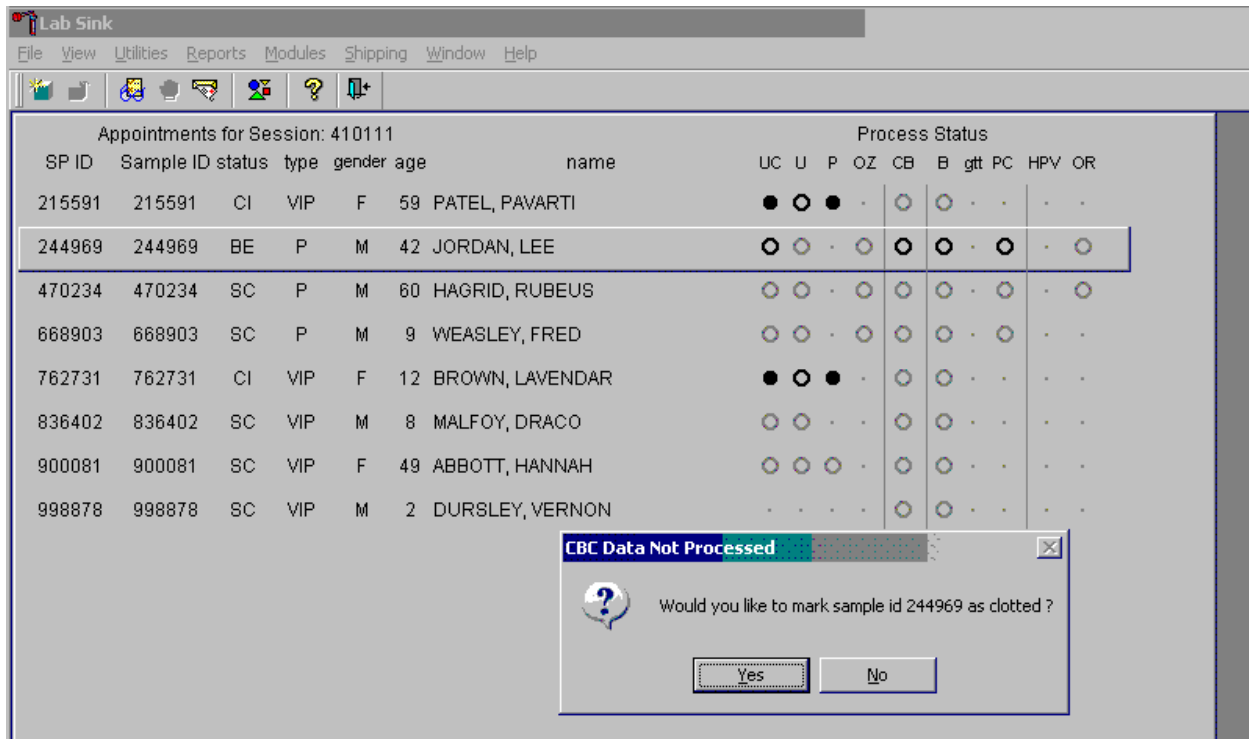 Lab Sink
File View Utilities Reports Modules Shipping Window Help
Appointments for Session: 410111 Process Status
SP ID Sample ID status type gender age name UC U P OZ CB B gtt PC HPV OR
215591 215591 CI VIP F 59 PATEL, PAVARTI
244969 244969 BE P M 42 JORDAN, LEE
470234 470234 SC P M 60 HAGRID, RUBEUS
668903 668903 SC P M 9 WEASLEY, FRED
762731 762731 CI VIP F 12 BROWN, LAVENDAR
836402 836402 SC VIP M 8 MALFOY, DRACO
900081 900081 SC VIP F 49 ABBOTT, HANNAH
998878 998878 SC VIP M 2 DURSLEY, VERNON
CBC Data Not Processed
Would you like to mark sample id 244969 as clotted ?
Yes No